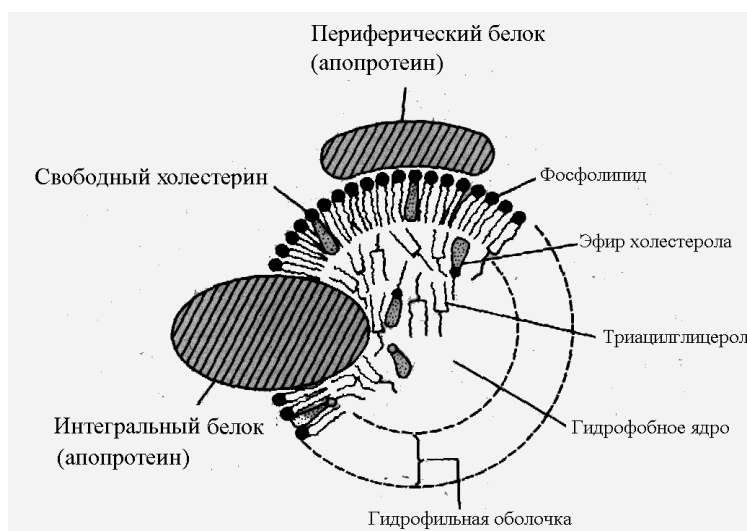 Периферический белок
(апопротеин)
Свободный холестерин
Фосфолипид
Эфир холестерола
Триацилглицерол
Гидрофобное ядро
Интегральный белок
(апопротеин)
Гидрофильная оболочка